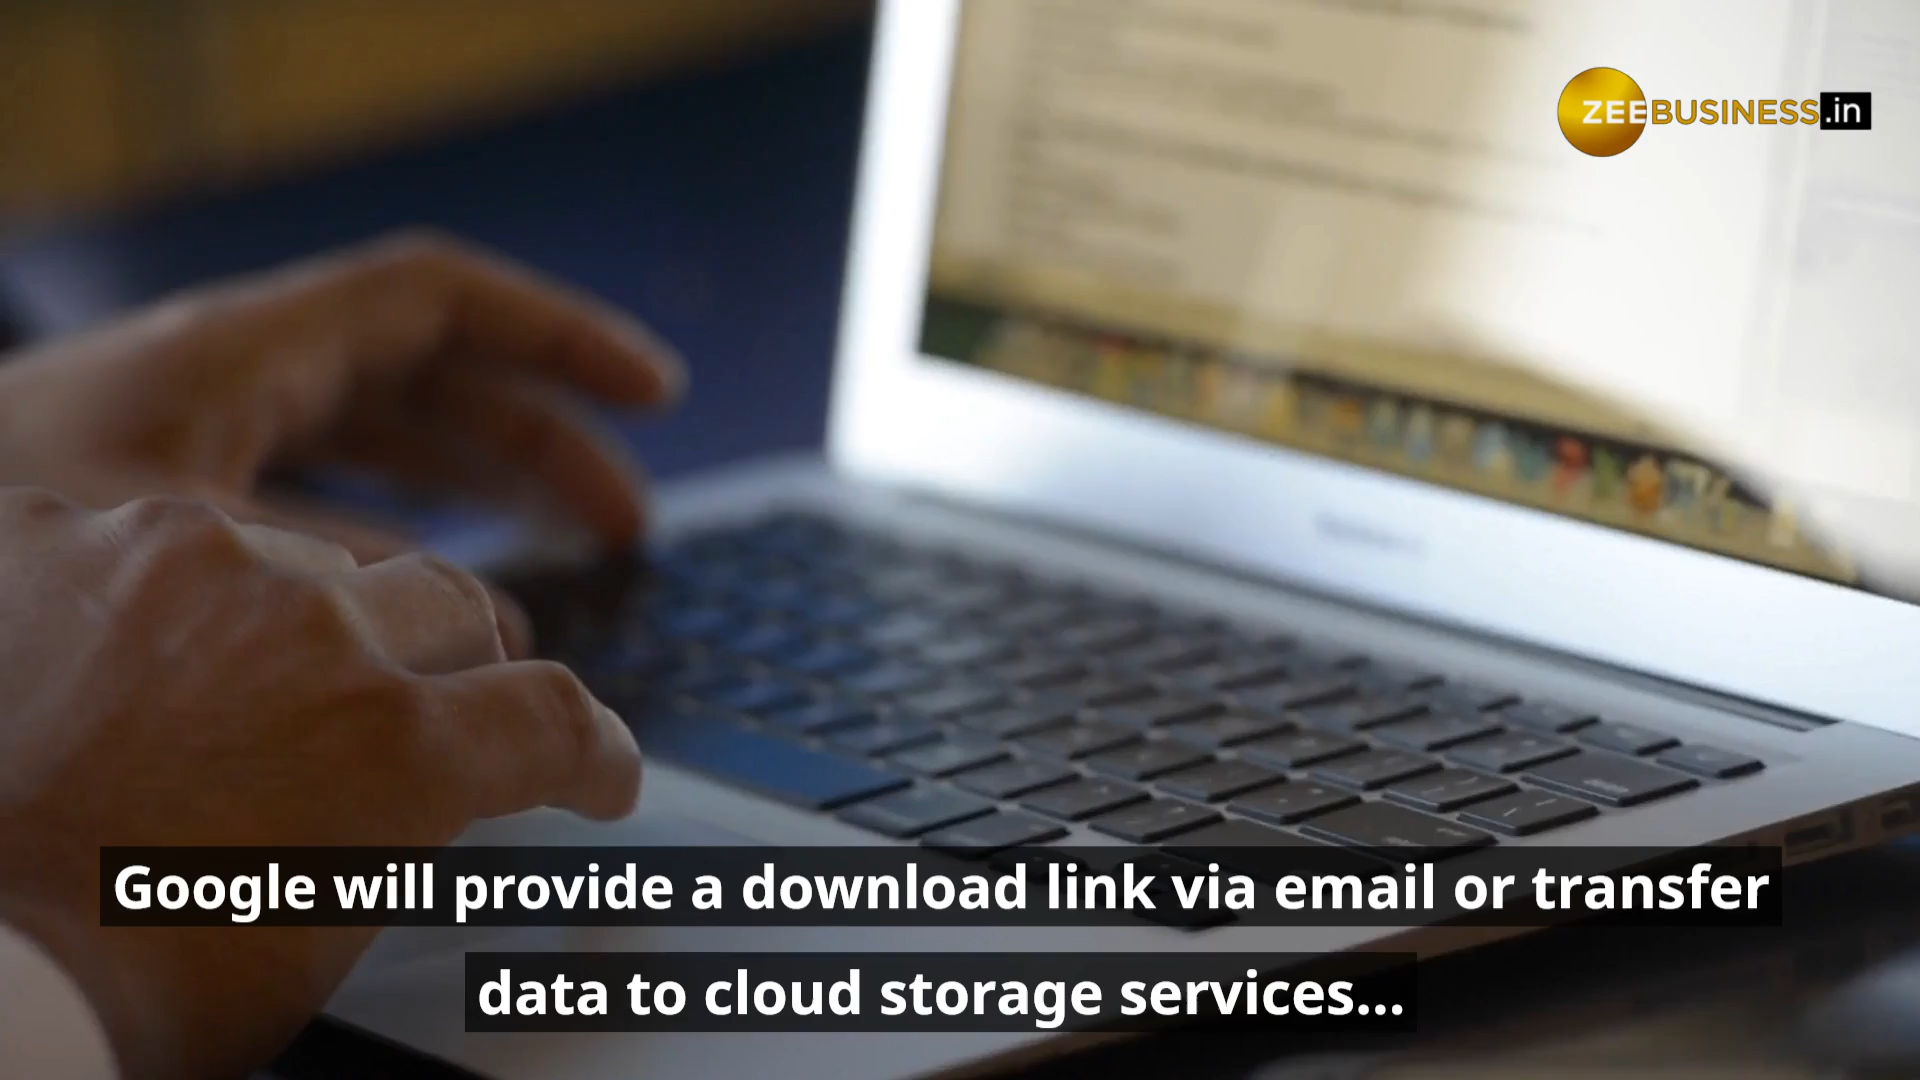 ZEEBUSINESS.in
Google will provide a download link via email or transfer
data to cloud storage services...